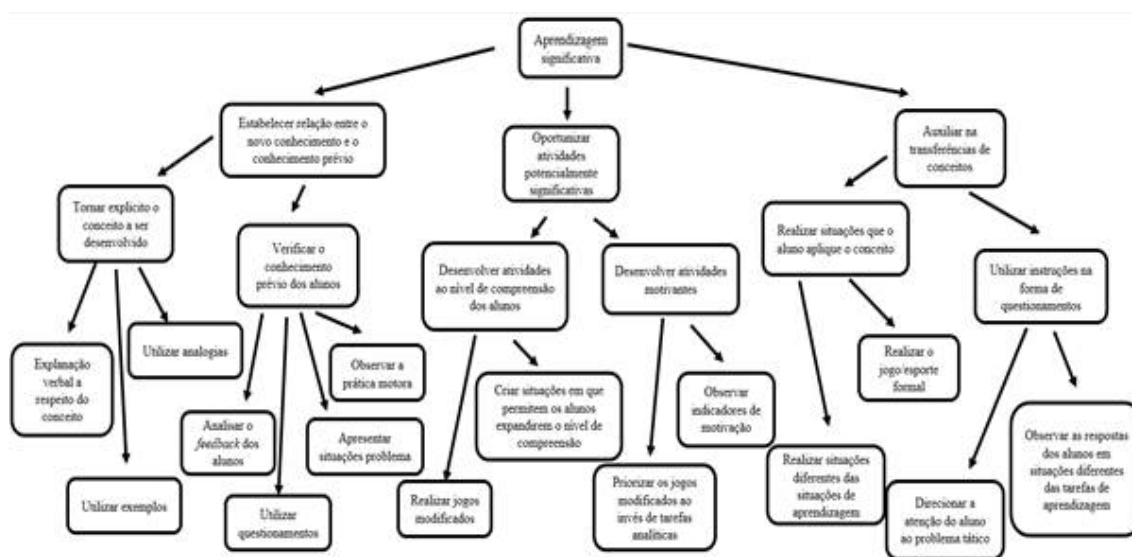 Aprendizagem
significativa
Estabelecer relação entre o
novo conhecimento e o
conhecimento prévio
Oportunizar
atividades
potencialmente
significativas
Auxiliar na
transferências de
conceitos
Tornar explícito o
conceito a ser
desenvolvido
Verificar o
conhecimento
prévio dos alunos
Desenvolver atividades
ao nível de compreensão
dos alunos
Desenvolver atividades
motivantes
Realizar situações que o
aluno aplique o conceito
Utilizar instruções na
forma de
questionamentos
Explanação
verbal a
respeito do
conceito
Utilizar analogias
Utilizar exemplos
Analisar o
feedback dos
alunos
Utilizar
questionamentos
Apresentar
situações problema
Observar a
prática motora
Realizar jogos
modificados
Criar situações em que
permitem os alunos
expandirem o nível de
compreensão
Priorizar os jogos
modificados ao
invés de tarefas
analíticas
Observar
indicadores de
motivação
Realizar situações
diferentes das
situações de
aprendizagem
Realizar o
jogo/esporte
formal
Direcionar a
atenção do aluno
ao problema tático
Observar as respostas
dos alunos em
situações diferentes
das tarefas de
aprendizagem